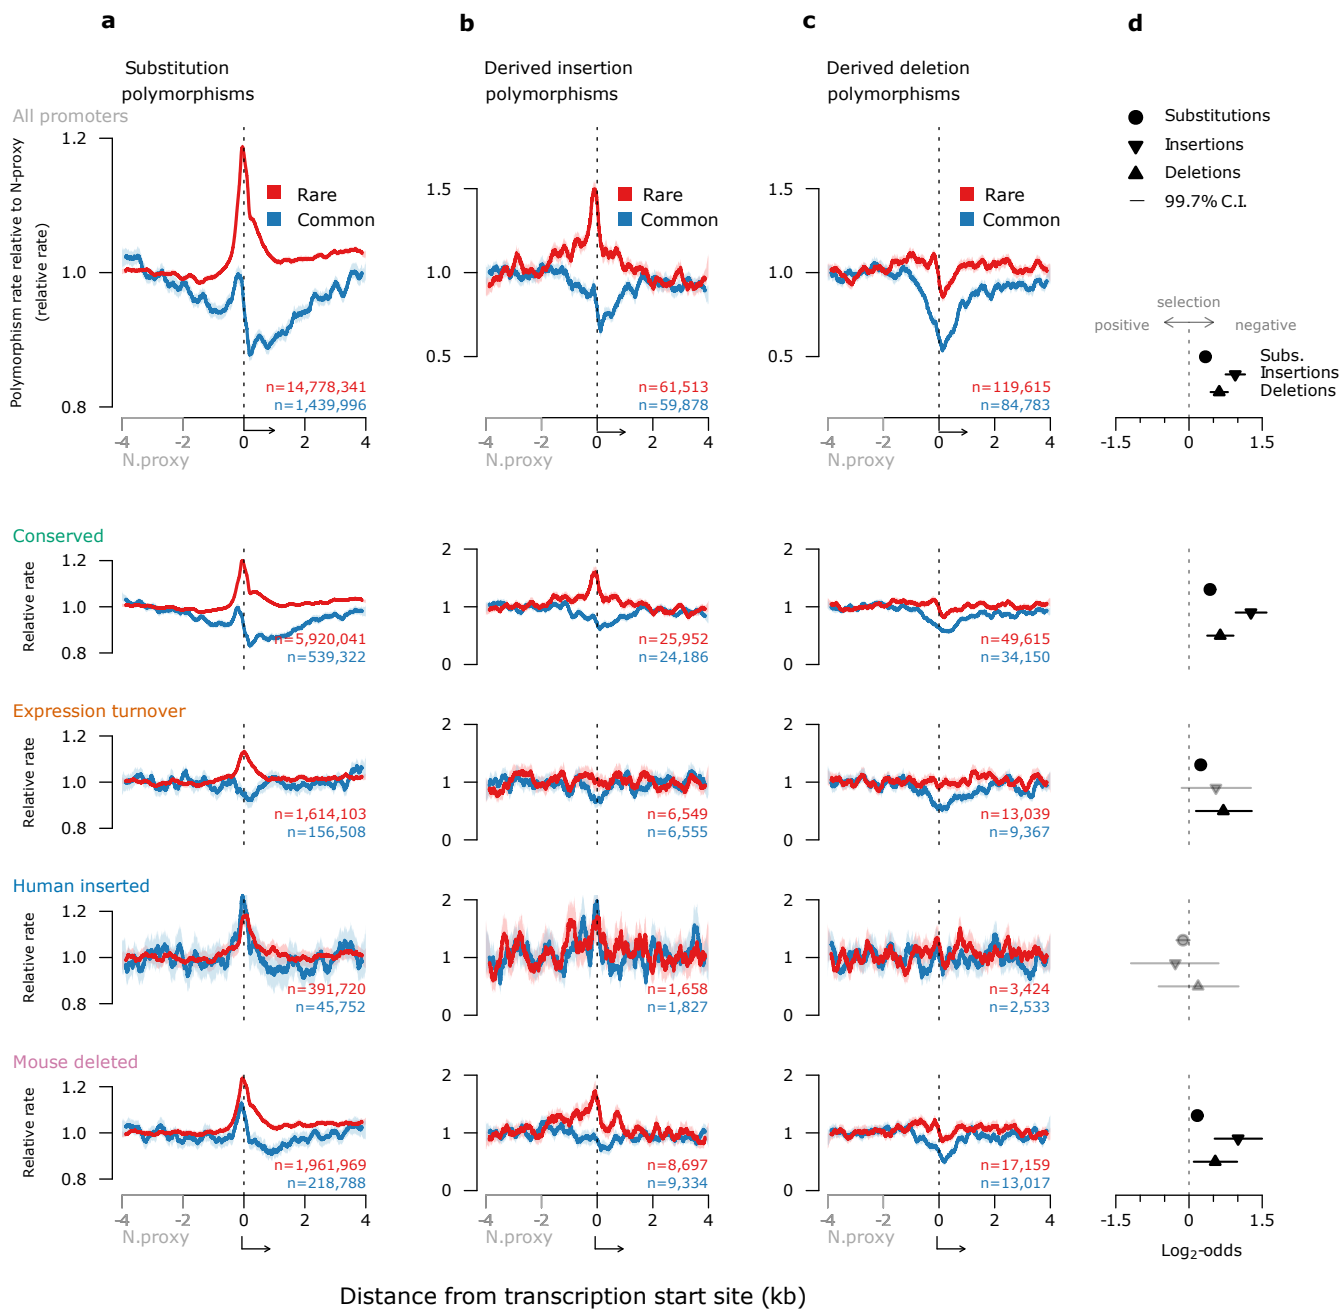 a
b
c
d
Substitution
polymorphisms
Derived insertion
polymorphisms
Derived deletion
polymorphisms
All promoters
Polymorphism rate relative to N-proxy
(relative rate)
1.2
1.0
0.8
Rare
Common
n=14,778,341
n=1,439,996
-4
-2
0
2
4
N.proxy
1.5
1.0
0.5
Rare
Common
n=61,513
n=59,878
-4
-2
0
2
4
N.proxy
1.5
1.0
0.5
Rare
Common
n=119,615
n=84,783
-4
-2
0
2
4
N.proxy
Substitutions
Insertions
Deletions
99.7% C.I.
selection
positive
negative
Subs.
Insertions
Deletions
-1.5
0
1.5
Conserved
Relative rate
1.2
1.0
0.8
n=5,920,041
n=539,322
2
1
0
n=25,952
n=24,186
2
1
0
n=49,615
n=34,150
Expression turnover
Relative rate
1.2
1.0
0.8
n=1,614,103
n=156,508
2
1
0
n=6,549
n=6,555
2
1
0
n=13,039
n=9,367
Human inserted
Relative rate
1.2
1.0
0.8
n=391,720
n=45,752
2
1
0
n=1,658
n=1,827
2
1
0
n=3,424
n=2,533
Mouse deleted
Relative rate
1.2
1.0
0.8
n=1,961,969
n=218,788
-4
-2
0
2
4
N.proxy
2
1
0
n=8,697
n=9,334
-4
-2
0
2
4
N.proxy
2
1
0
n=17,159
n=13,017
-4
-2
0
2
4
N.proxy
-1.5
0
1.5
Log2-odds
Distance from transcription start site (kb)